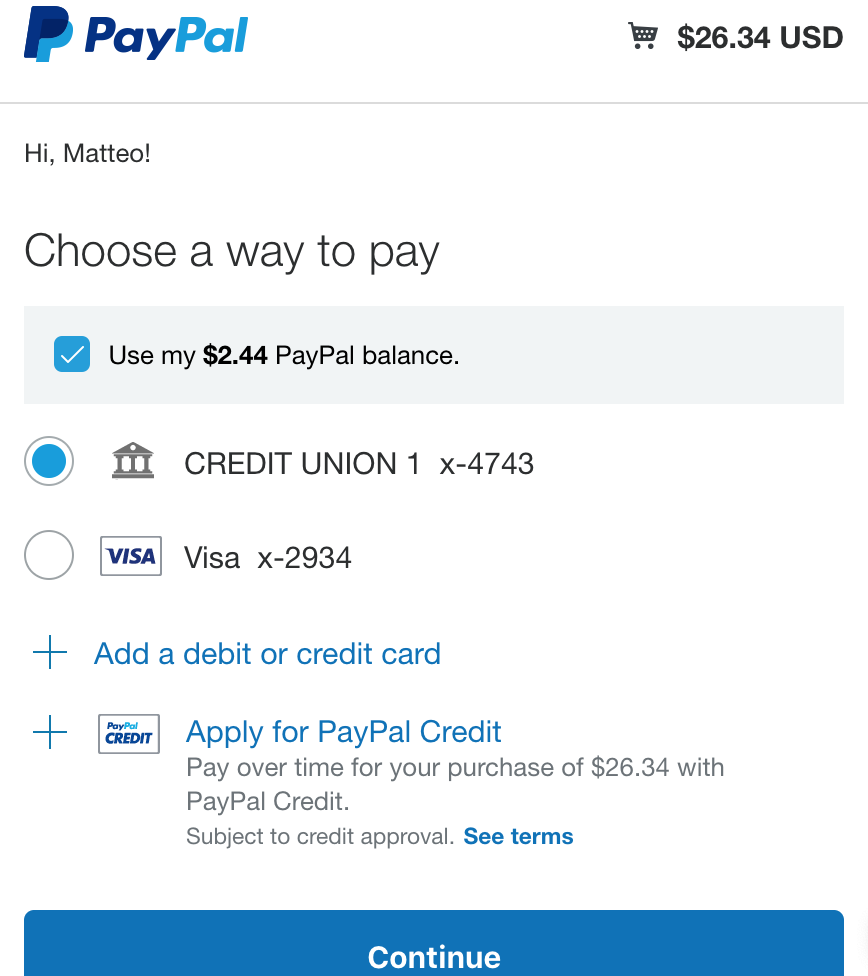 PayPal $26.34 USD
Hi, Matteo!
Choose a way to pay
Use my $2.44 PayPal balance.
CREDIT UNION 1 x-4743
VISA Visa x-2934
Add a debit or credit card
PayPal
CREDIT
Apply for PayPal Credit
Pay over time for your purchase of $26.34 with
PayPal Credit.
Subject to credit approval. See terms
Continue